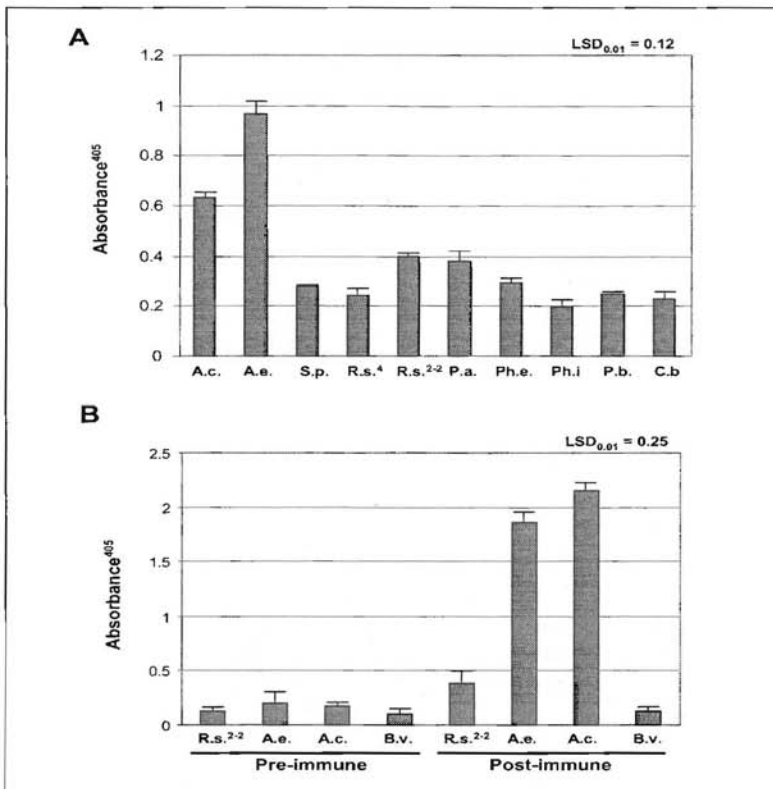 A
LSD0.01 = 0.12
1.2
1
0.8
0.6
0.4
0.2
0
Absorbance405
A.c. A.e. S.p. R.s.4 R.s.2-2 P.a. Ph.e. Ph.i P.b. C.b
B
LSD0.01 = 0.25
2.5
2
1.5
1
0.5
0
Absorbance405
R.s.2-2 A.e. A.c. B.v. R.s.2-2 A.e. A.c. B.v.
Pre-immune Post-immune